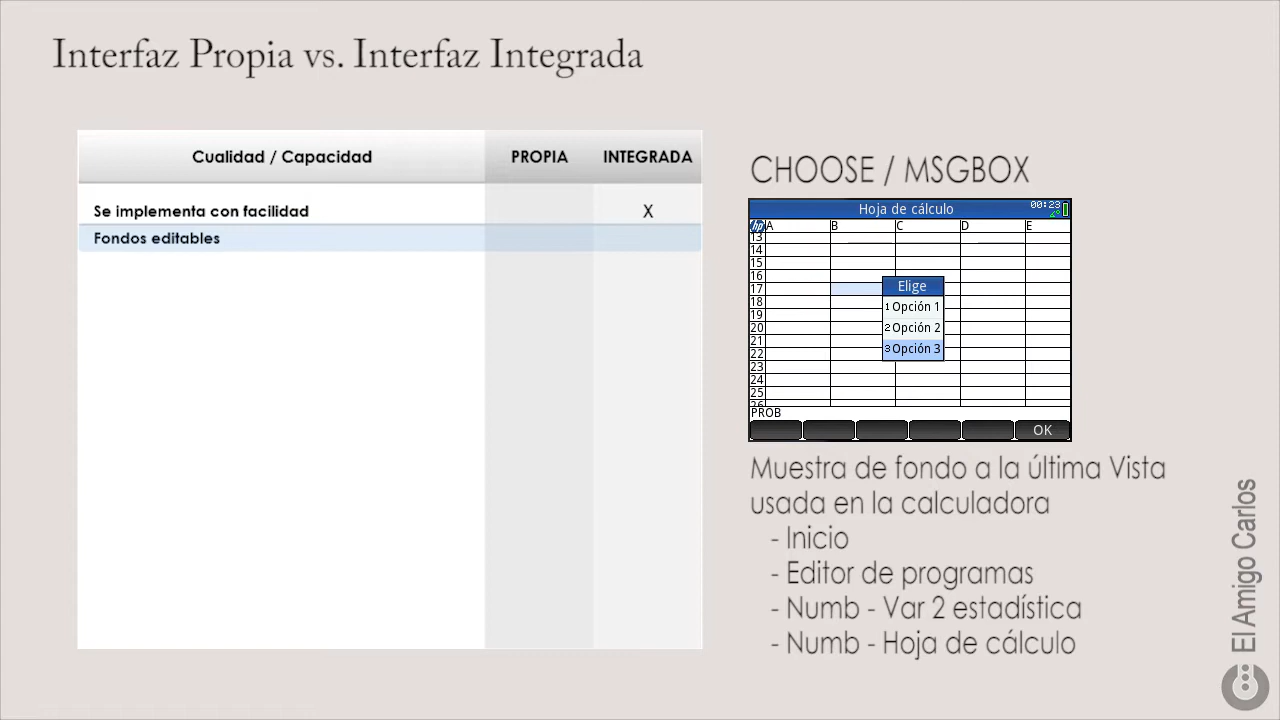 Interfaz Propia vs. Interfaz Integrada
Cualidad / Capacidad PROPIA INTEGRADA
Se implementa con facilidad X
Fondos editables
CHOOSE / MSGBOX
Hoja de cálculo 00:23
hp A B C D E
13
14
15
16
17
18
19
20
21
22
23
24
25
26
Elige
1 Opción 1
2 Opción 2
3 Opción 3
PROB
OK
Muestra de fondo a la última Vista
usada en la calculadora
- Inicio
- Editor de programas
- Numb - Var 2 estadística
- Numb - Hoja de cálculo
El Amigo Carlos